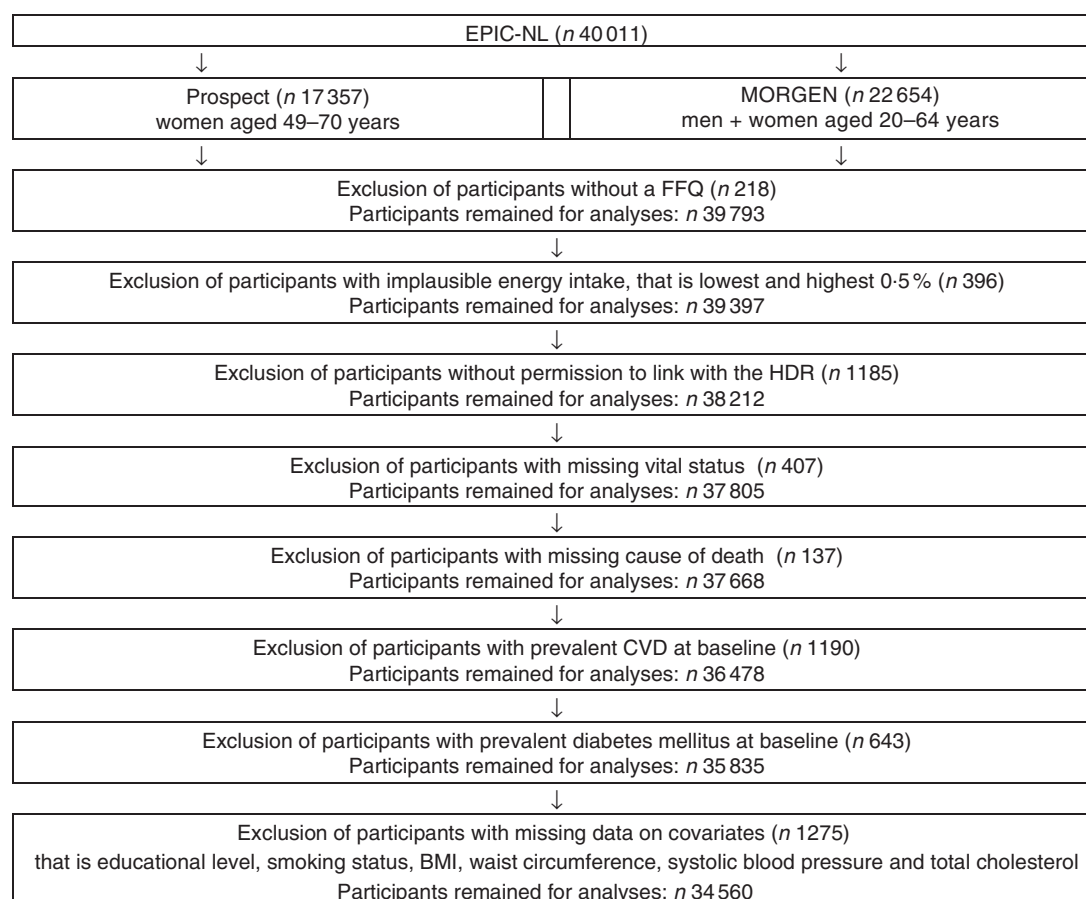 EPIC-NL (n 40 011)
↓ ↓
Prospect (n 17 357)
women aged 49–70 years
MORGEN (n 22 654)
men + women aged 20–64 years
↓ ↓
Exclusion of participants without a FFQ (n 218)
Participants remained for analyses: n 39 793
↓
Exclusion of participants with implausible energy intake, that is lowest and highest 0·5 % (n 396)
Participants remained for analyses: n 39 397
↓
Exclusion of participants without permission to link with the HDR (n 1185)
Participants remained for analyses: n 38 212
↓
Exclusion of participants with missing vital status (n 407)
Participants remained for analyses: n 37 805
↓
Exclusion of participants with missing cause of death (n 137)
Participants remained for analyses: n 37 668
↓
Exclusion of participants with prevalent CVD at baseline (n 1190)
Participants remained for analyses: n 36 478
↓
Exclusion of participants with prevalent diabetes mellitus at baseline (n 643)
Participants remained for analyses: n 35 835
↓
Exclusion of participants with missing data on covariates (n 1275)
that is educational level, smoking status, BMI, waist circumference, systolic blood pressure and total cholesterol
Participants remained for analyses: n 34 560